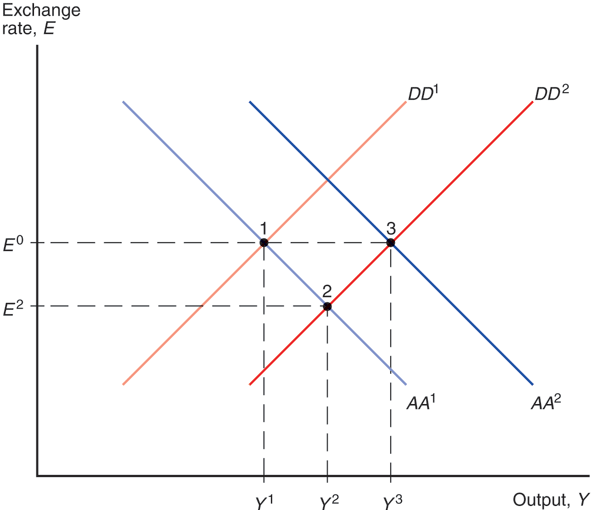 Exchange
rate, E
DD¹
DD²
1
3
E⁰
2
E²
AA¹
AA²
Y¹
Y²
Y³
Output, Y